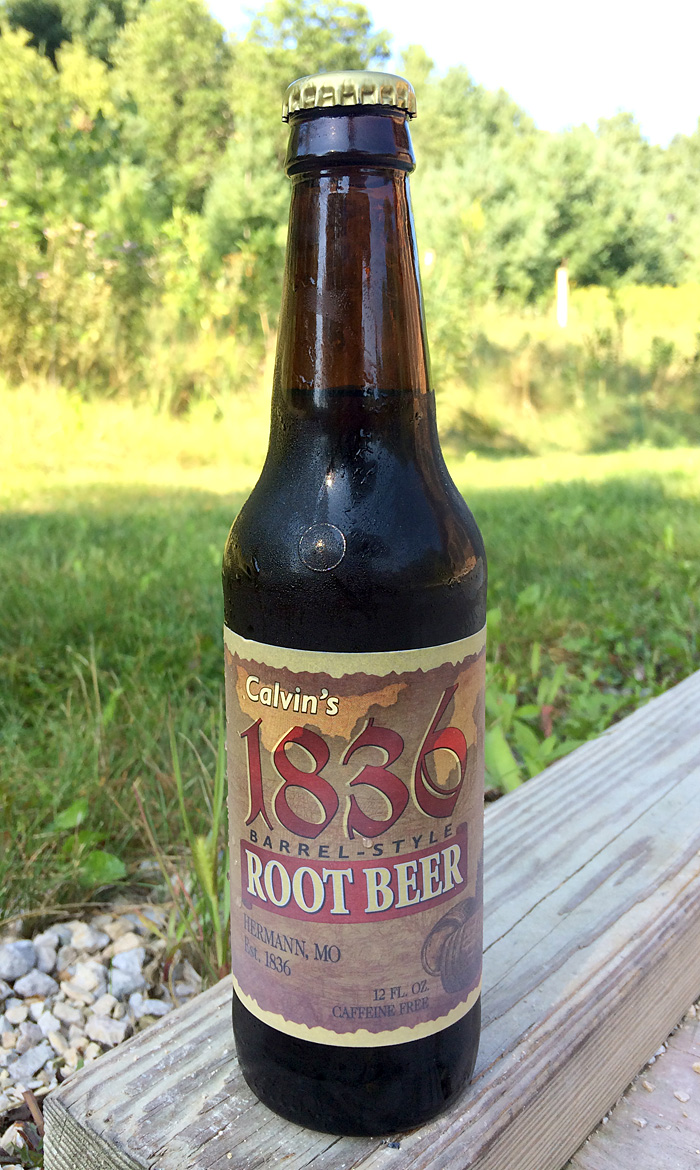 Calvin's
1836
BARREL-STYLE
ROOT BEER
HERMANN, MO
Est. 1836
12 FL. OZ.
CAFFEINE FREE